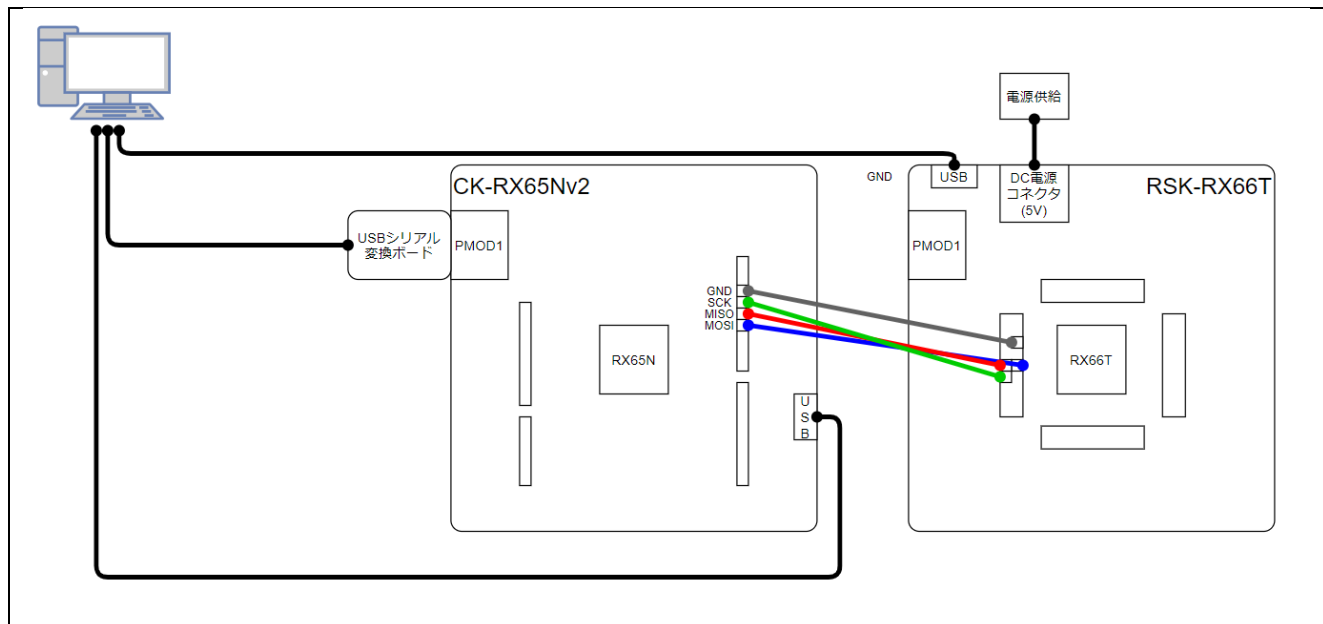 電源供給
CK-RX65Nv2
GND
USB
DC電源
コネクタ
(5V)
RSK-RX66T
USBシリアル
変換ボード
PMOD1
PMOD1
GND
SCK
MISO
MOSI
RX65N
RX66T
U
S
B